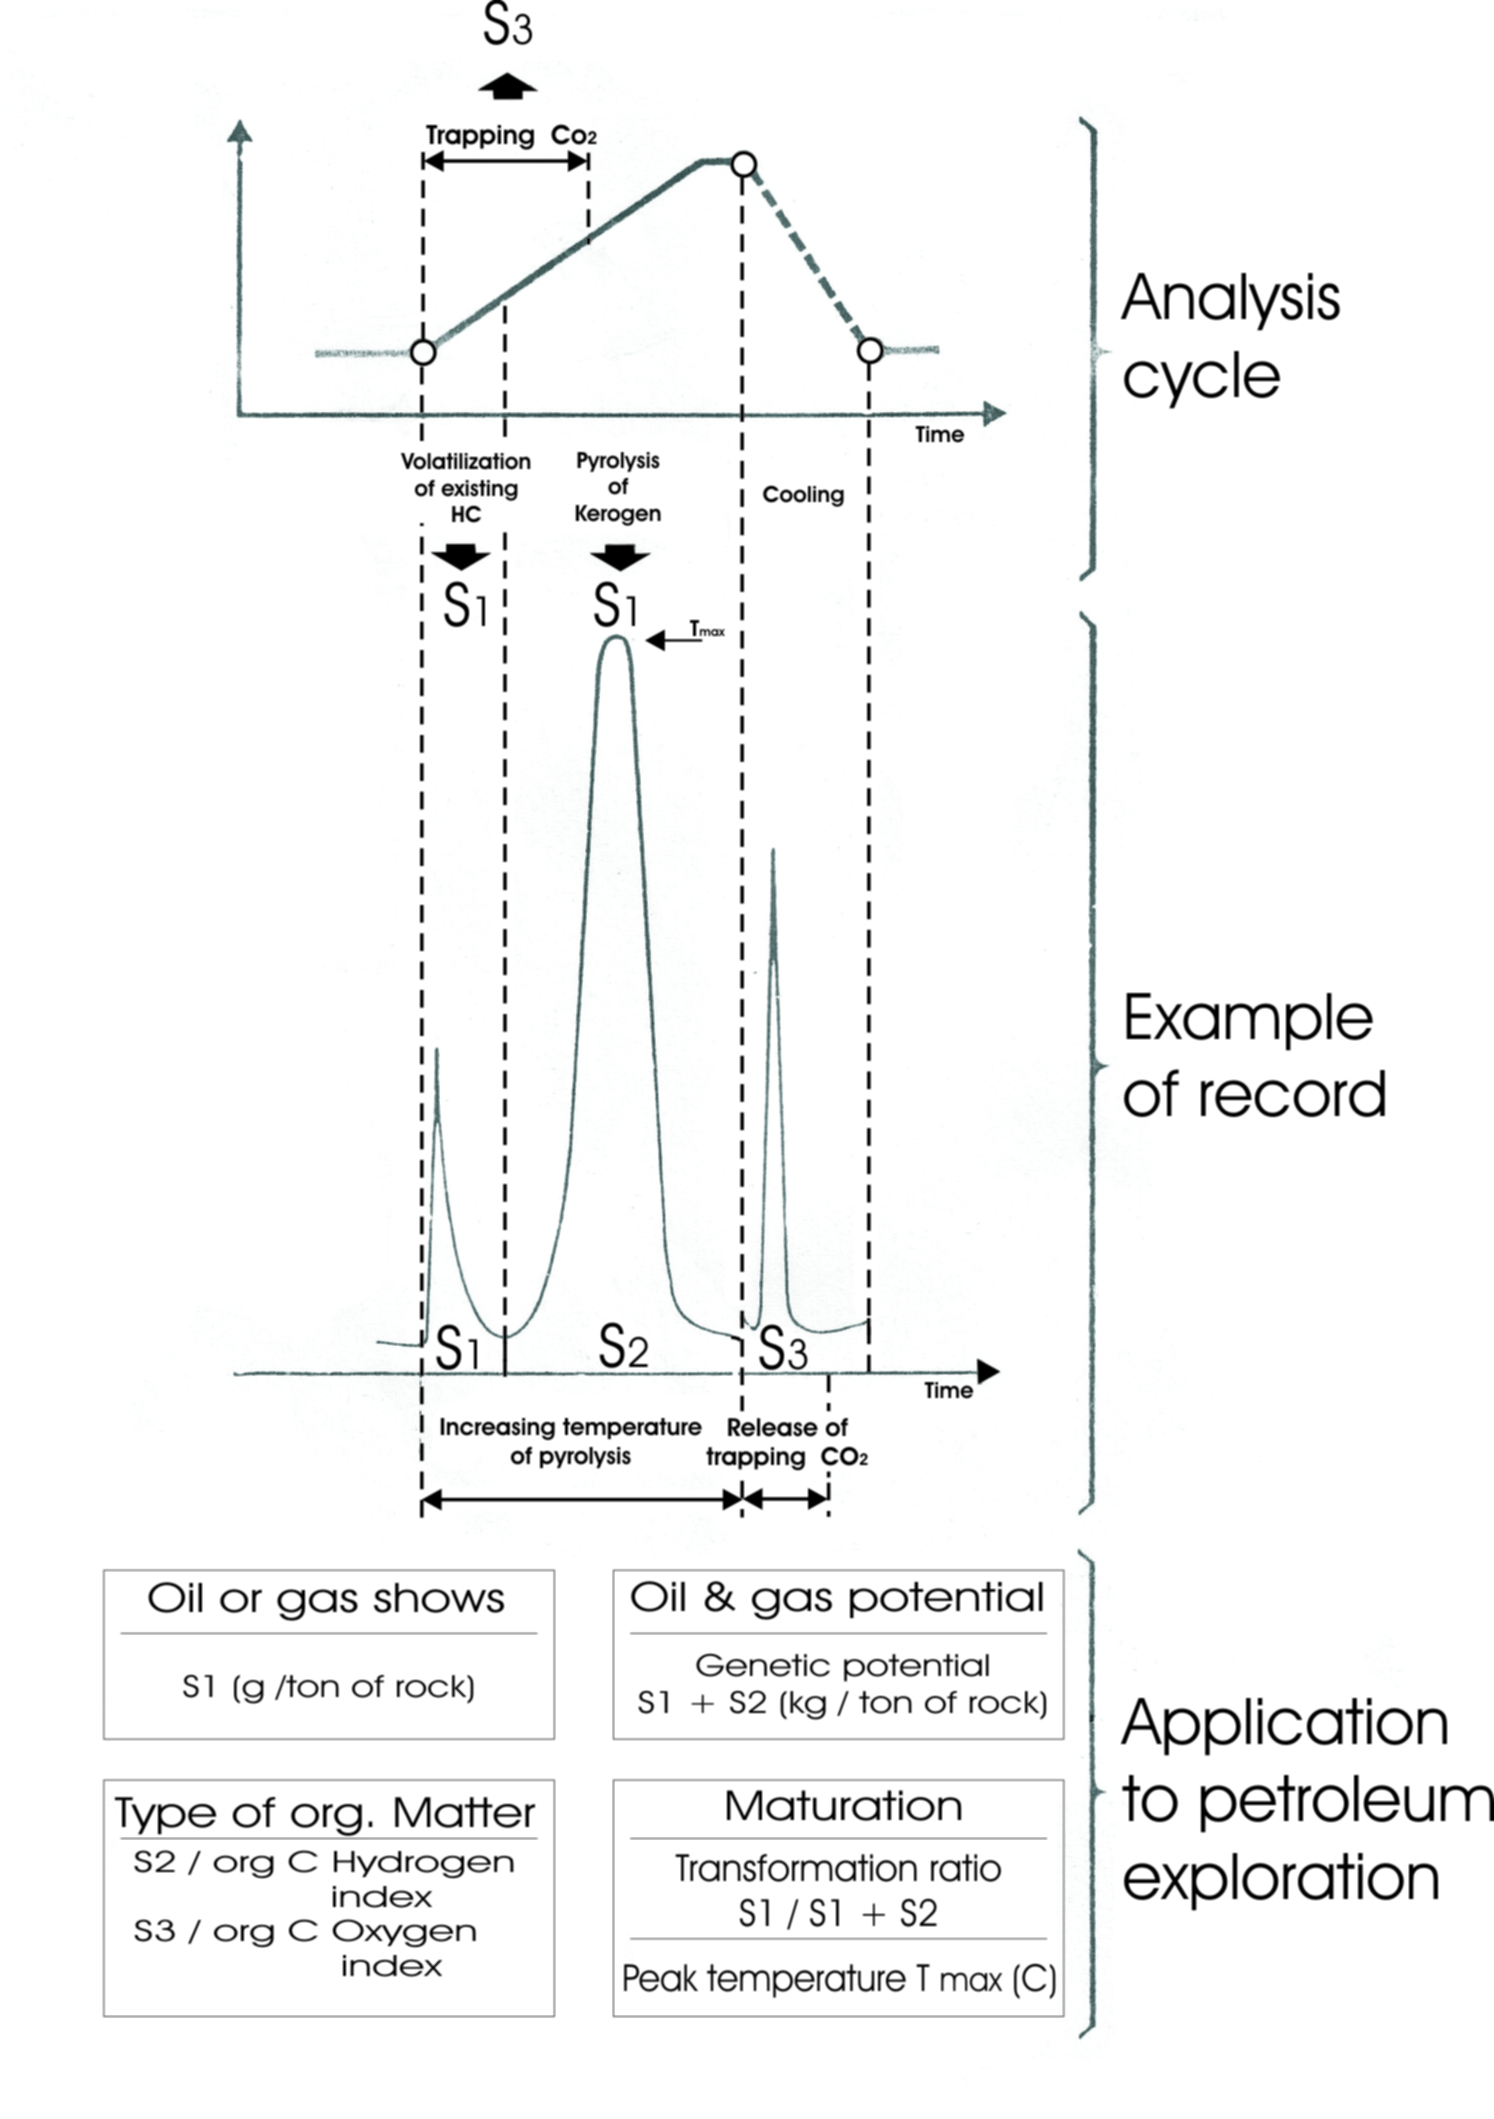 S3
Trapping Co2
Analysis
cycle
Time
Volatilization
of existing
HC
Pyrolysis
of
Kerogen
Cooling
S1
S1
Tmax
Example
of record
S1
S2
S3
Time
Increasing temperature
of pyrolysis
Release of
trapping CO2
Oil or gas shows
S1 (g /ton of rock)
Oil & gas potential
Genetic potential
S1 + S2 (kg / ton of rock)
Type of org. Matter
S2 / org C Hydrogen
index
S3 / org C Oxygen
index
Maturation
Transformation ratio
S1 / S1 + S2
Peak temperature T max (C)
Application
to petroleum
exploration